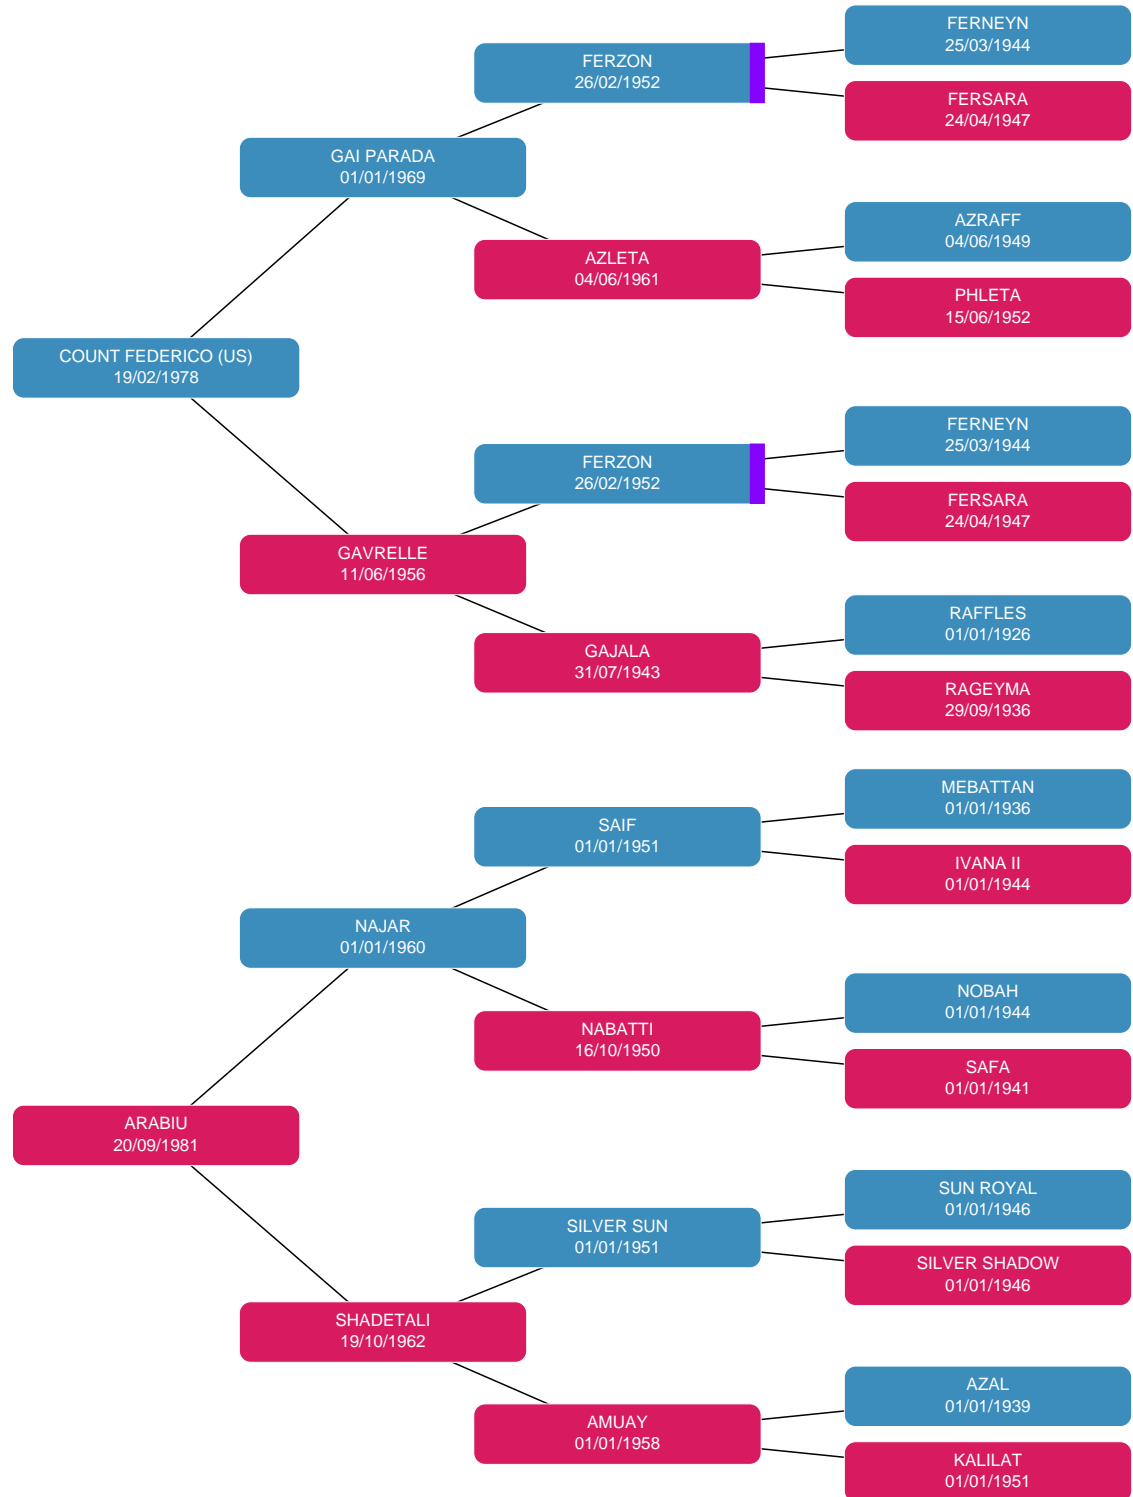 FERNEYN
25/03/1944
FERZON
26/02/1952
FERSARA
24/04/1947
GAI PARADA
01/01/1969
AZRAFF
04/06/1949
AZLETA
04/06/1961
PHLETA
15/06/1952
COUNT FEDERICO (US)
19/02/1978
FERNEYN
25/03/1944
FERZON
26/02/1952
FERSARA
24/04/1947
GAVRELLE
11/06/1956
RAFFLES
01/01/1926
GAJALA
31/07/1943
RAGEYMA
29/09/1936
MEBATTAN
01/01/1936
SAIF
01/01/1951
IVANA II
01/01/1944
NAJAR
01/01/1960
NOBAH
01/01/1944
NABATTI
16/10/1950
SAFA
01/01/1941
ARABIU
20/09/1981
SUN ROYAL
01/01/1946
SILVER SUN
01/01/1951
SILVER SHADOW
01/01/1946
SHADETALI
19/10/1962
AZAL
01/01/1939
AMUAY
01/01/1958
KALILAT
01/01/1951